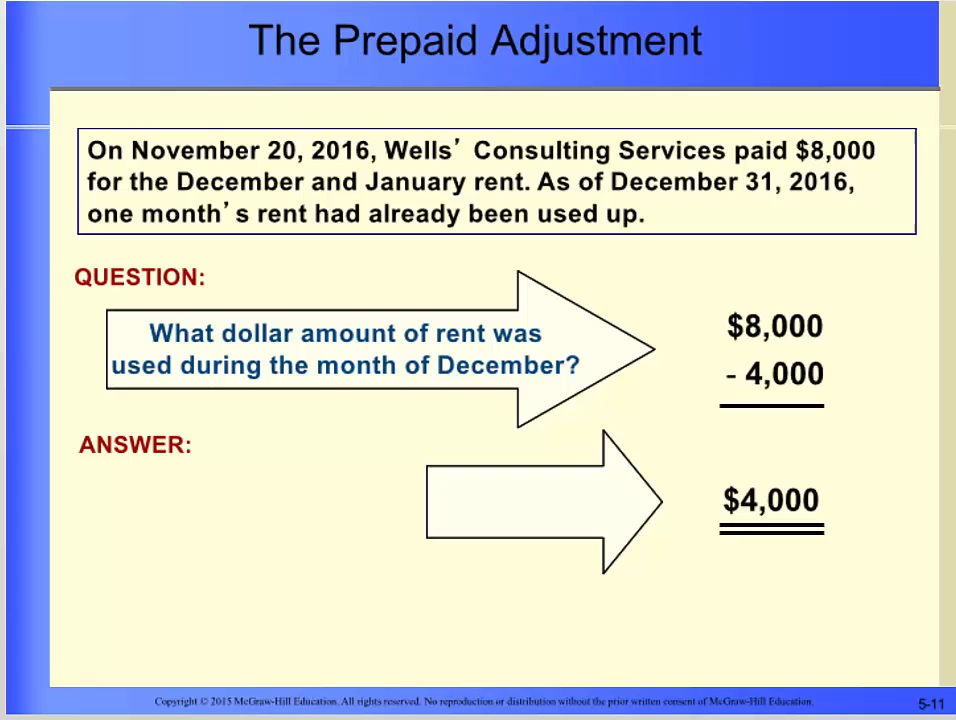 The Prepaid Adjustment
On November 20, 2016, Wells’ Consulting Services paid $8,000
for the December and January rent. As of December 31, 2016,
one month’s rent had already been used up.
QUESTION:
What dollar amount of rent was
used during the month of December?
$8,000
- 4,000
ANSWER:
$4,000
Copyright © 2015 McGraw-Hill Education. All rights reserved. No reproduction or distribution without the prior written consent of McGraw-Hill Education.
5-11